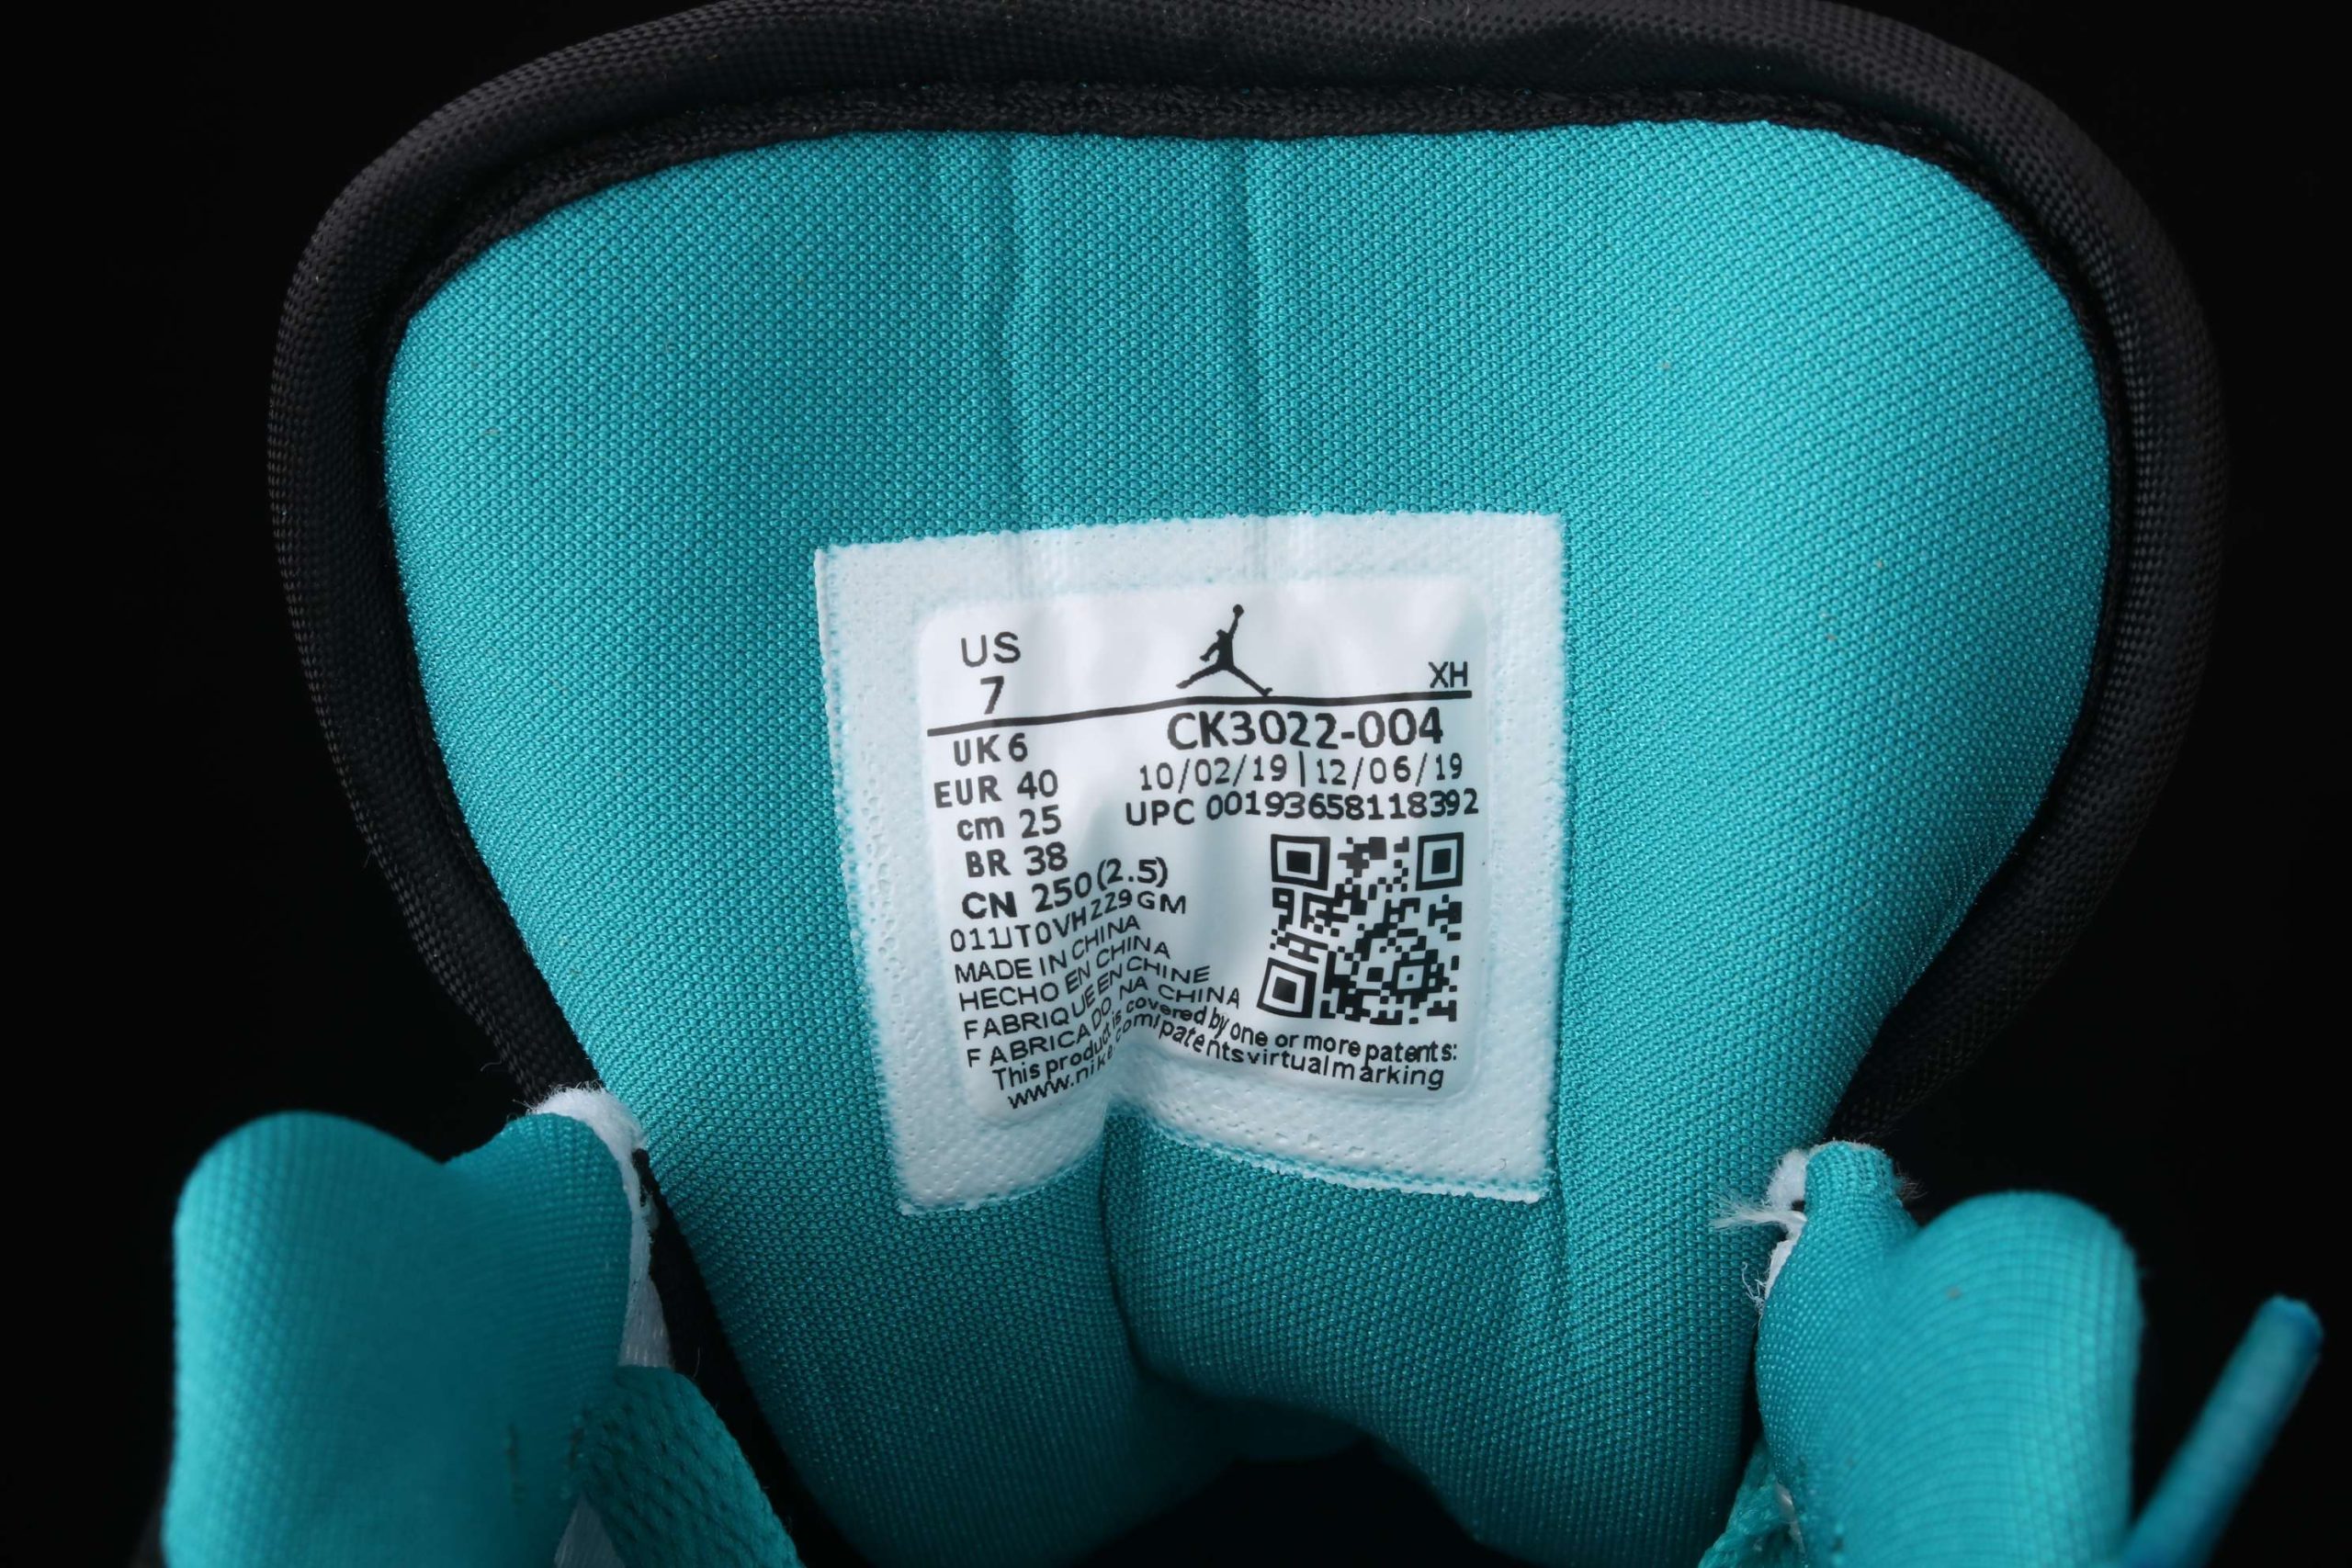 US
7
XH
UK 6
EUR 40
cm 25
BR 38
CN 250(2.5)
CK3022-004
10/02/19|12/06/19
UPC 00193658118392
011JT0VHZZ9GM
MADE IN CHINA
HECHO EN CHINA
FABRIQUE EN CHINE
FABRICADO NA CHINA
This product is covered by one or more patents:
www.nike.com/patentsvirtualmarking